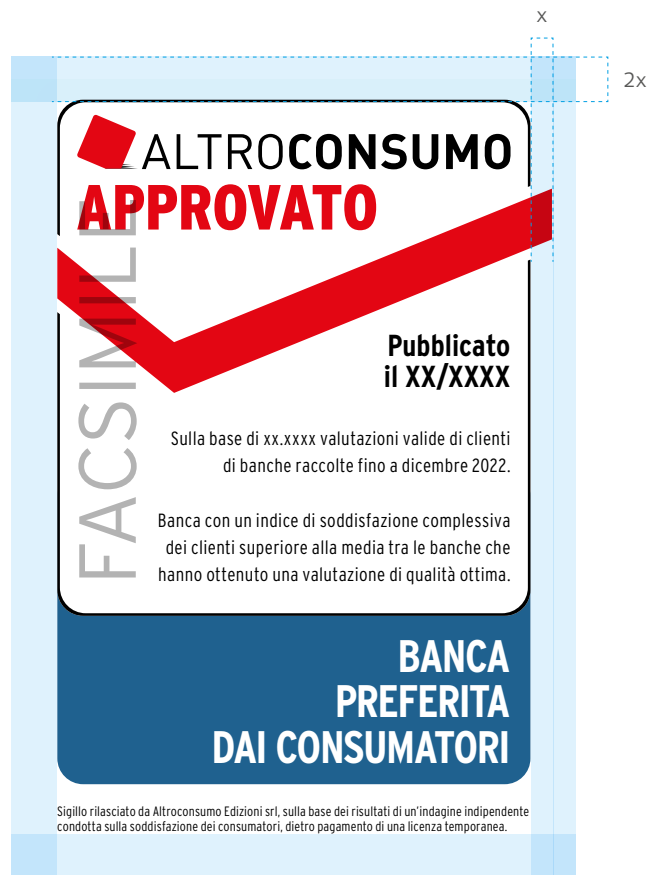 x
2x
ALTROCONSUMO
APPROVATO
FACSIMILE
Pubblicato
il XX/XXXX
Sulla base di xx.xxxx valutazioni valide di clienti
di banche raccolte fino a dicembre 2022.
Banca con un indice di soddisfazione complessiva
dei clienti superiore alla media tra le banche che
hanno ottenuto una valutazione di qualità ottima.
BANCA
PREFERITA
DAI CONSUMATORI
Sigillo rilasciato da Altroconsumo Edizioni srl, sulla base dei risultati di un'indagine indipendente
condotta sulla soddisfazione dei consumatori, dietro pagamento di una licenza temporanea.